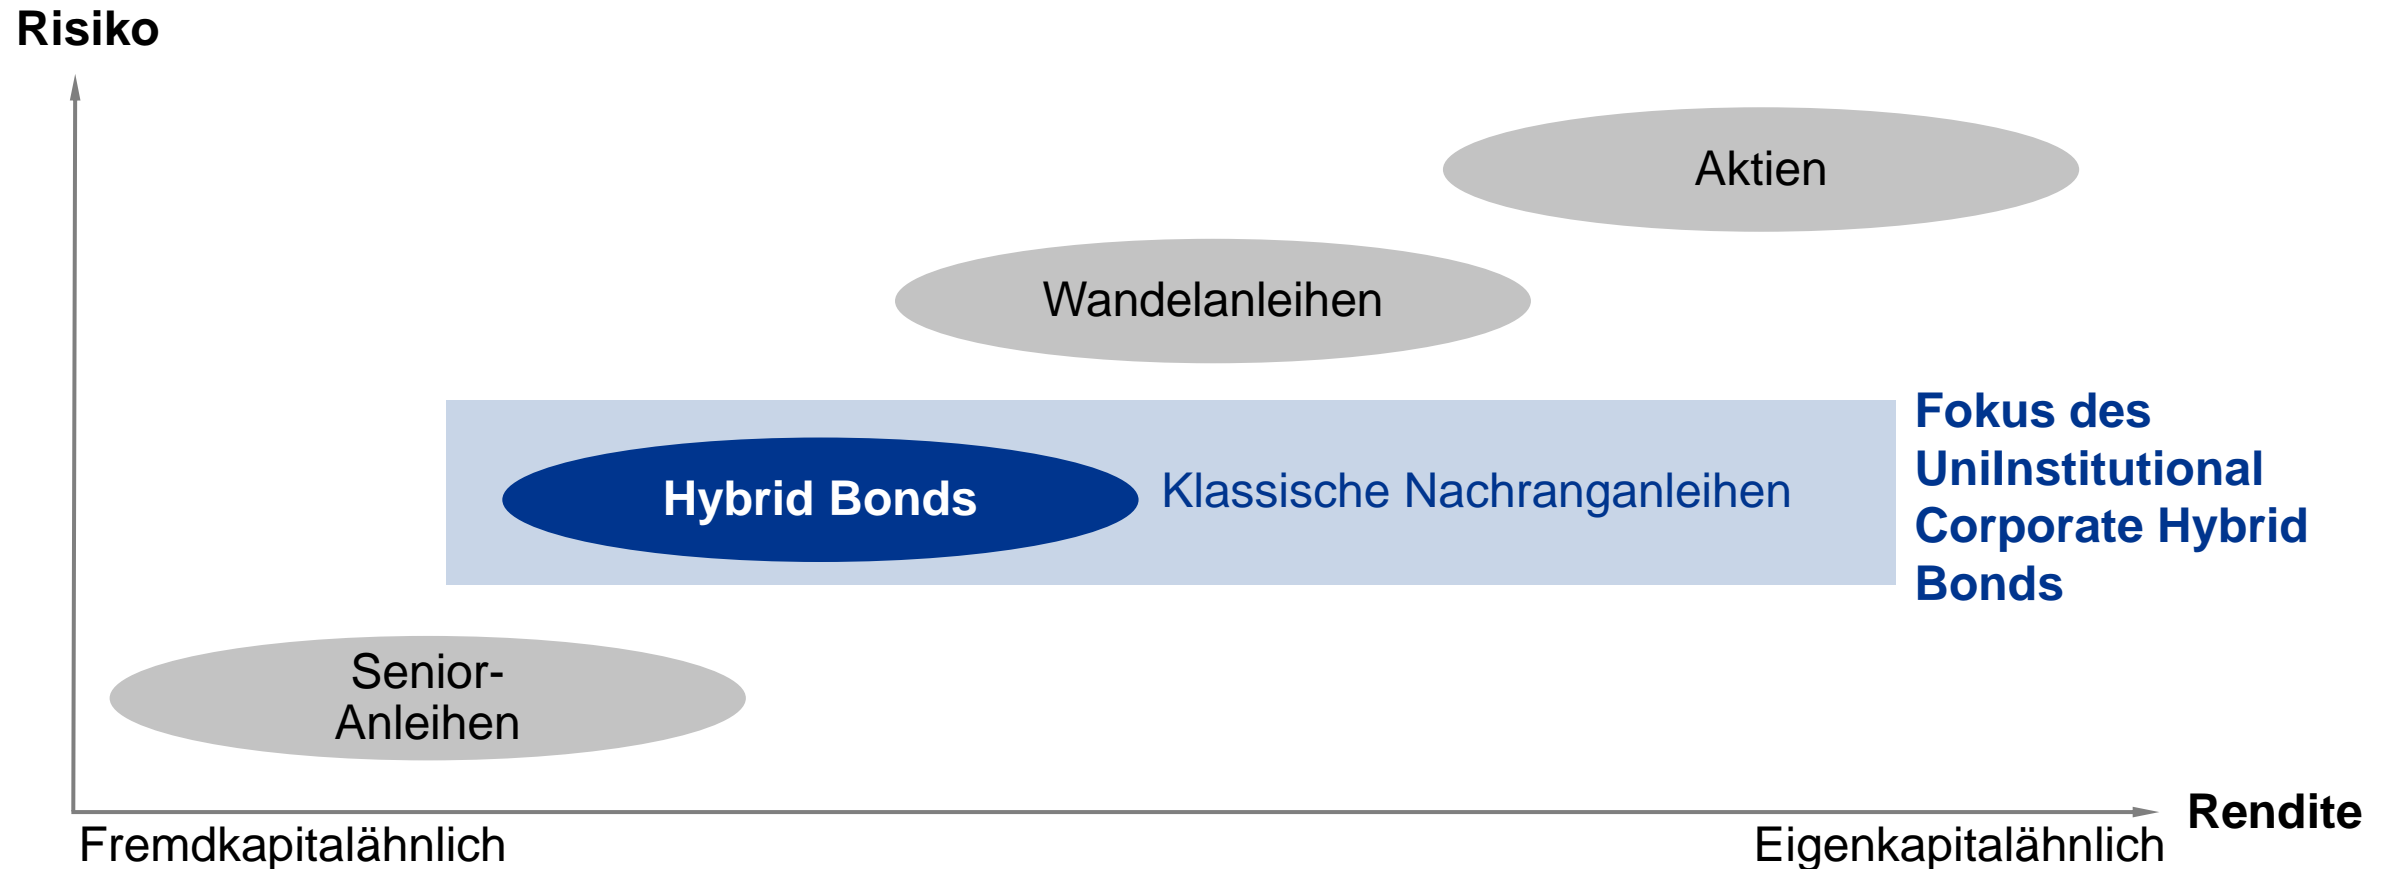 Risiko
Aktien
Wandelanleihen
Fokus des
UniInstitutional
Corporate Hybrid
Bonds
Hybrid Bonds
Klassische Nachranganleihen
Senior-
Anleihen
Rendite
Fremdkapitalähnlich
Eigenkapitalähnlich